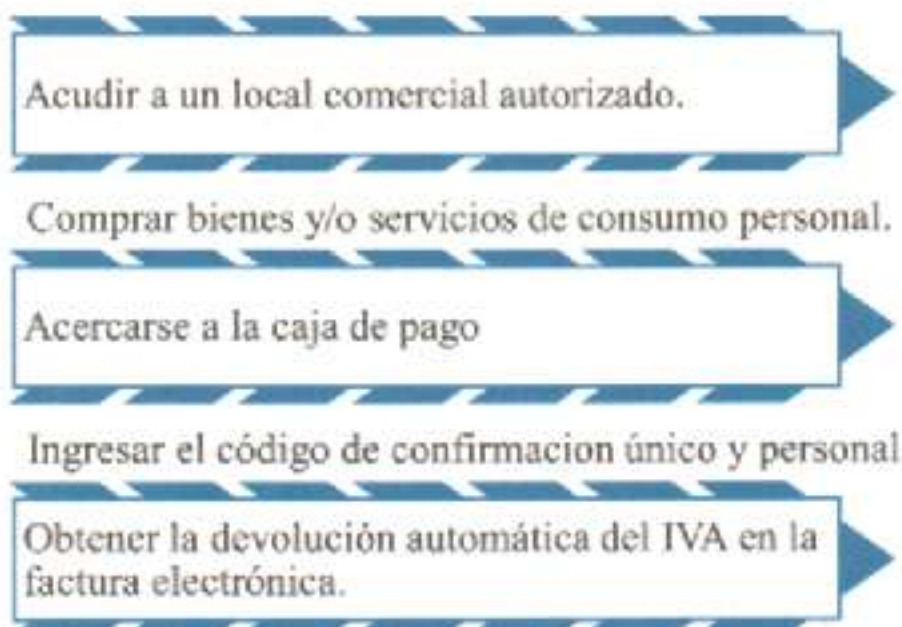 Acudir a un local comercial autorizado.
Comprar bienes y/o servicios de consumo personal.
Acercarse a la caja de pago
Ingresar el código de confirmacion único y personal
Obtener la devolución automática del IVA en la
factura electrónica.